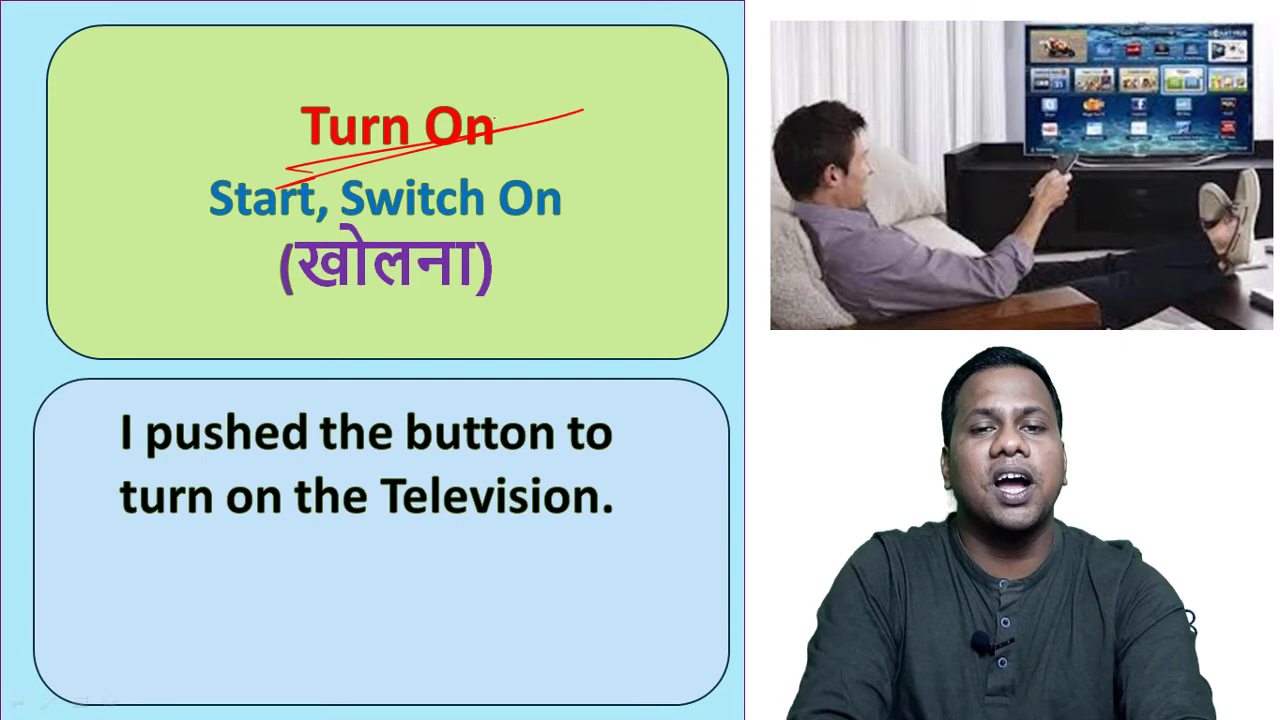 Turn On
Start, Switch On
(खोलना)
I pushed the button to
turn on the Television.